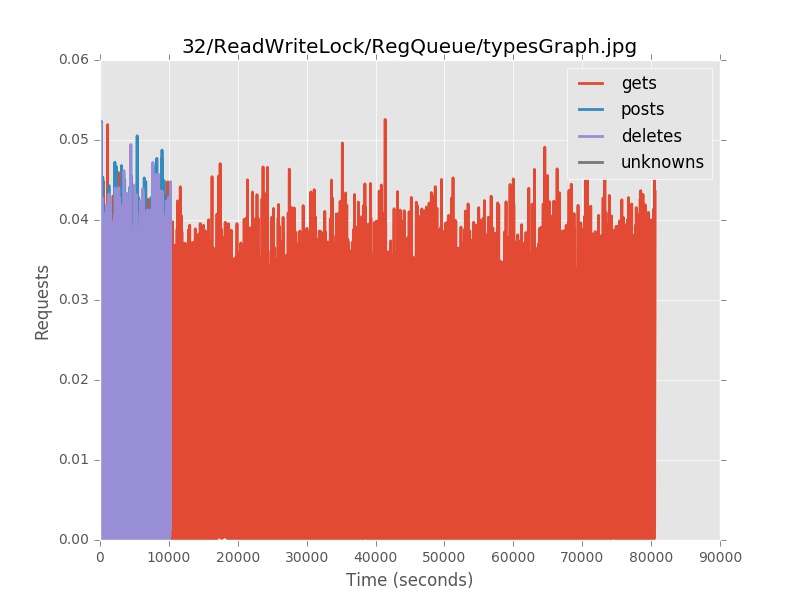 32/ReadWriteLock/RegQueue/typesGraph.jpg
gets
posts
deletes
unknowns
0.06
0.05
0.04
0.03
0.02
0.01
0.00
Requests
0 10000 20000 30000 40000 50000 60000 70000 80000 90000
Time (seconds)